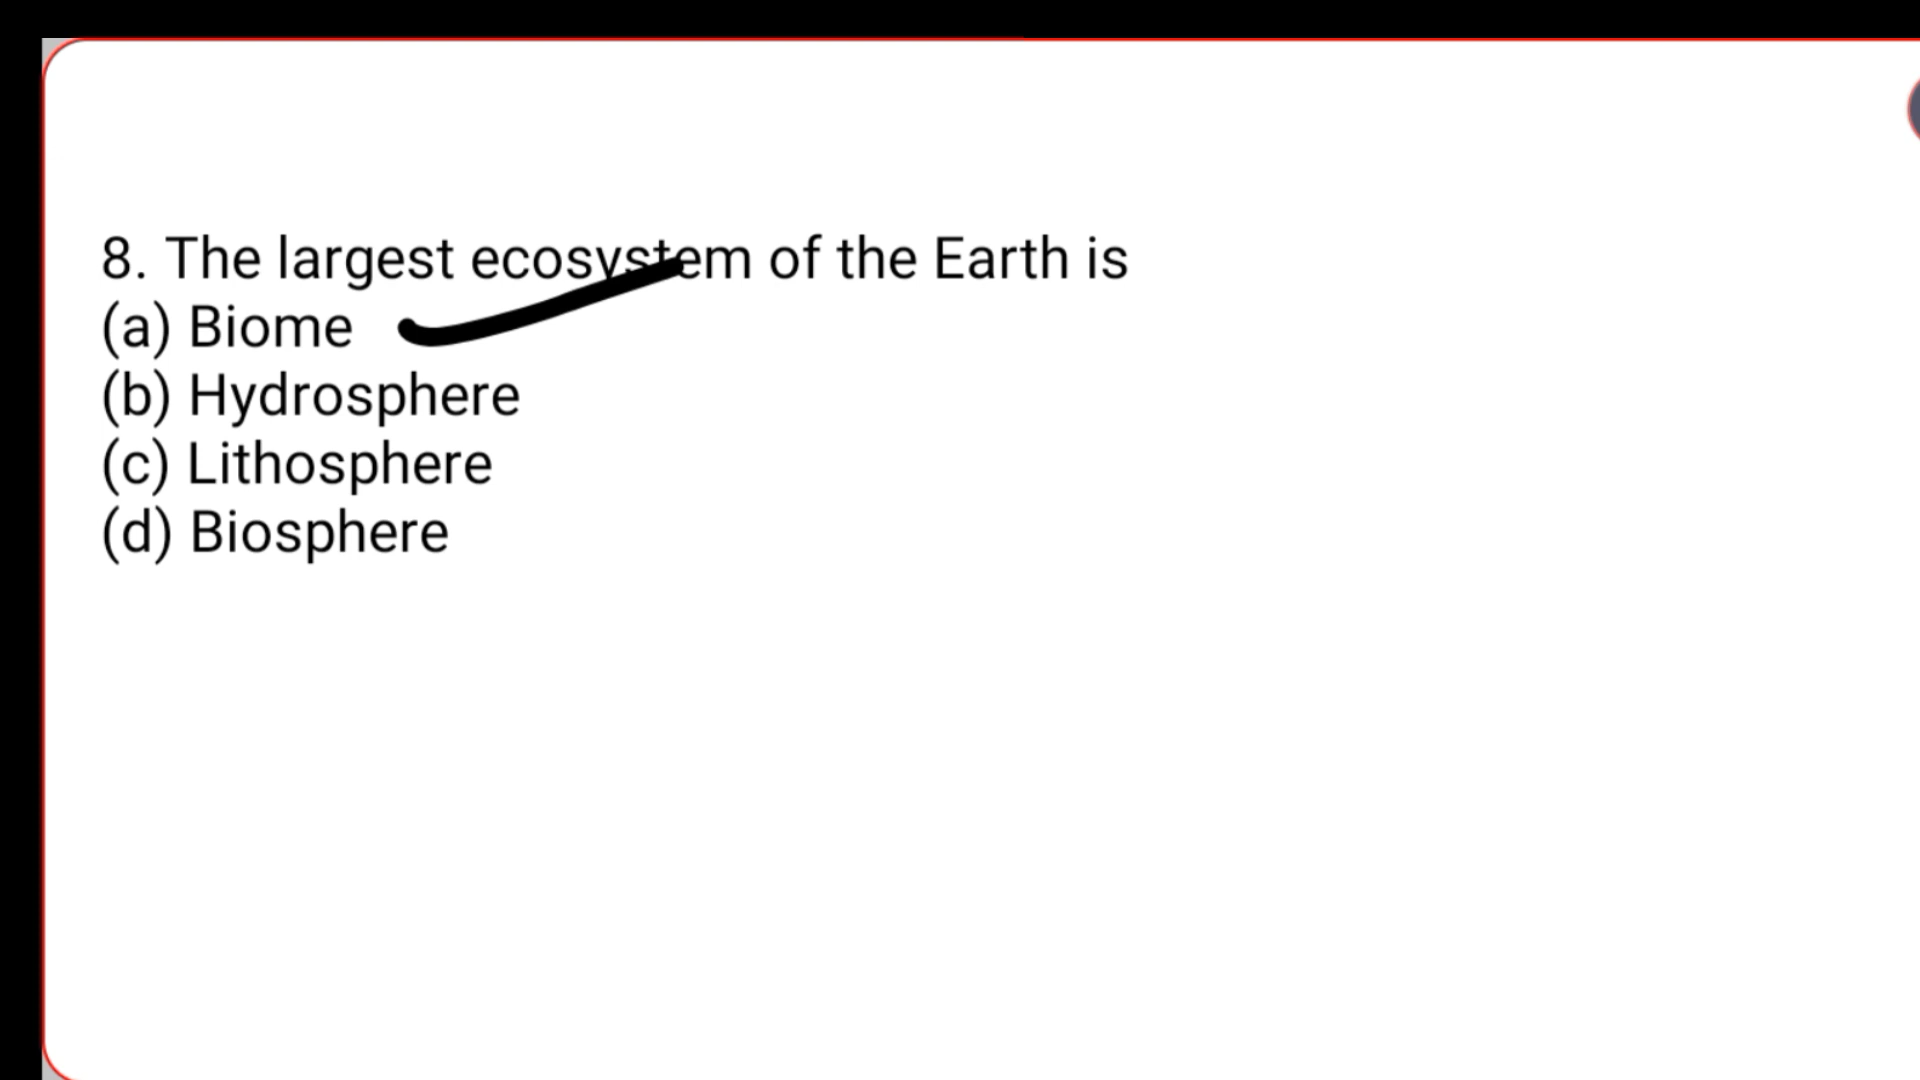 8. The largest ecosystem of the Earth is
(a) Biome
(b) Hydrosphere
(c) Lithosphere
(d) Biosphere